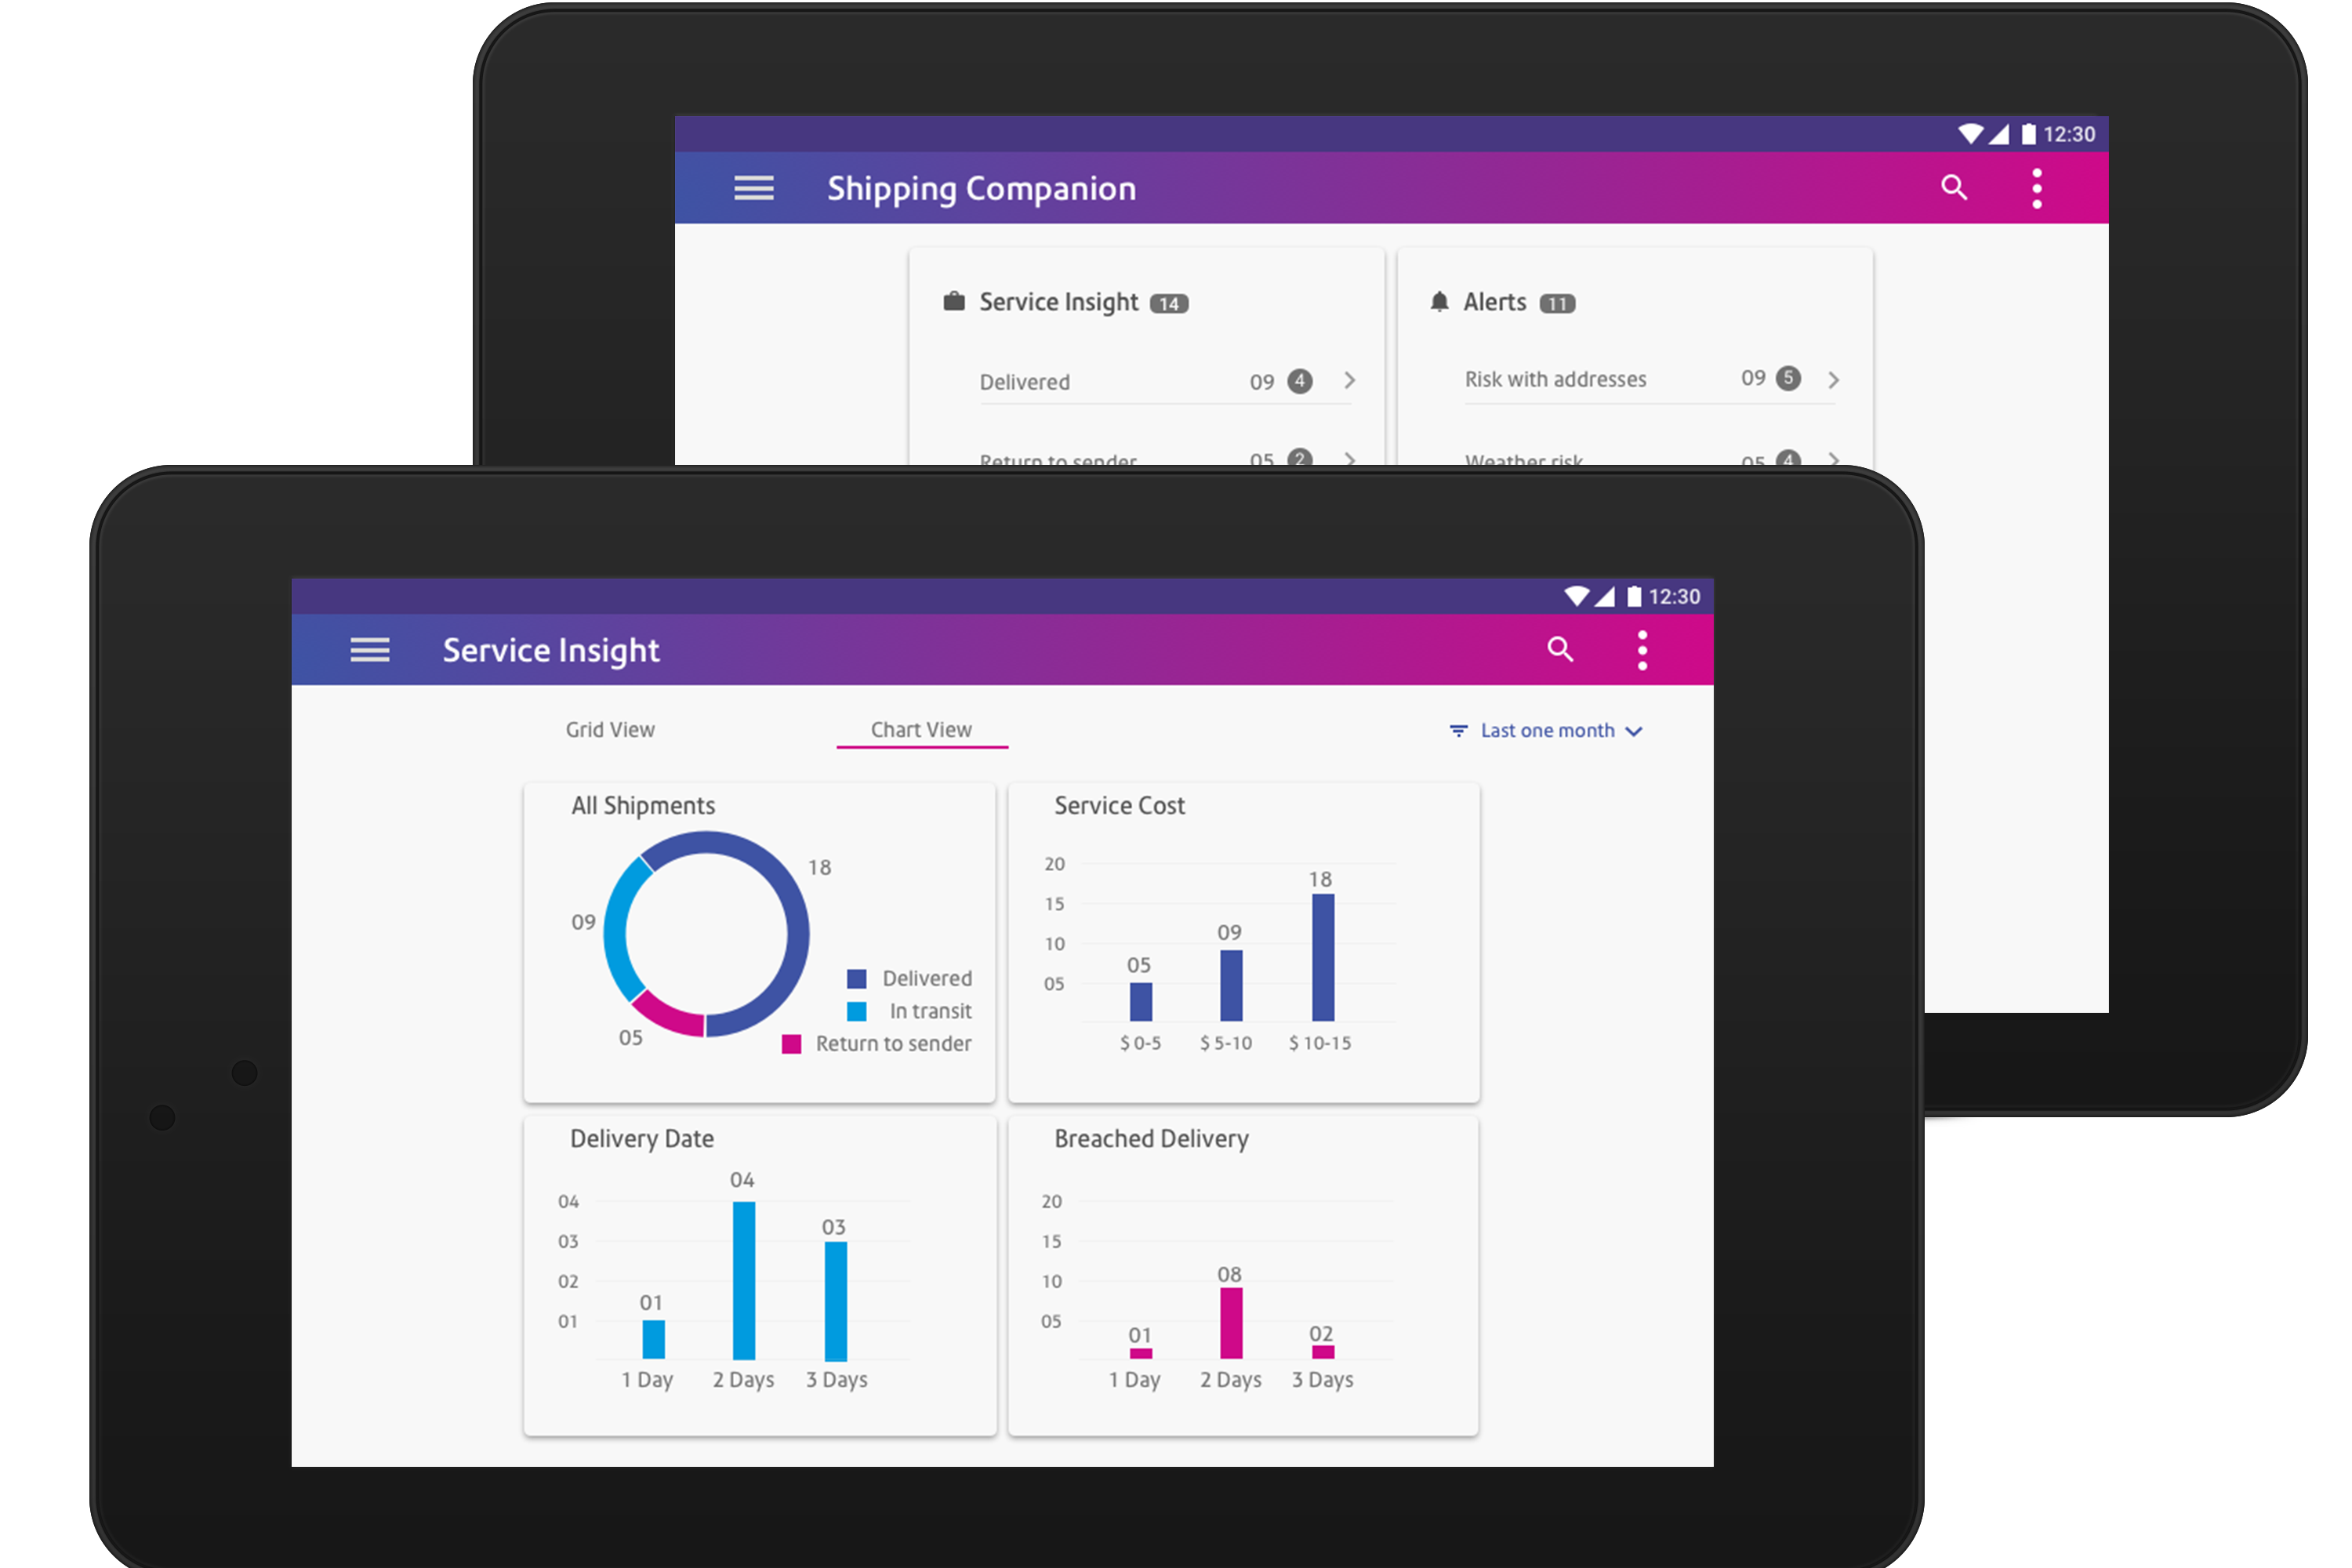 12:30
Shipping Companion
Service Insight 14
Delivered 09 4
Return to sender 05 2
Alerts 11
Risk with addresses 09 5
Weather risk 05 4
12:30
Service Insight
Grid View
Chart View
Last one month
All Shipments
18
09
05
Delivered
In transit
Return to sender
Service Cost
20
15
10
05
05
09
18
$ 0-5 $ 5-10 $ 10-15
Delivery Date
04
03
02
01
01
04
03
1 Day 2 Days 3 Days
Breached Delivery
20
15
10
05
01
08
02
1 Day 2 Days 3 Days